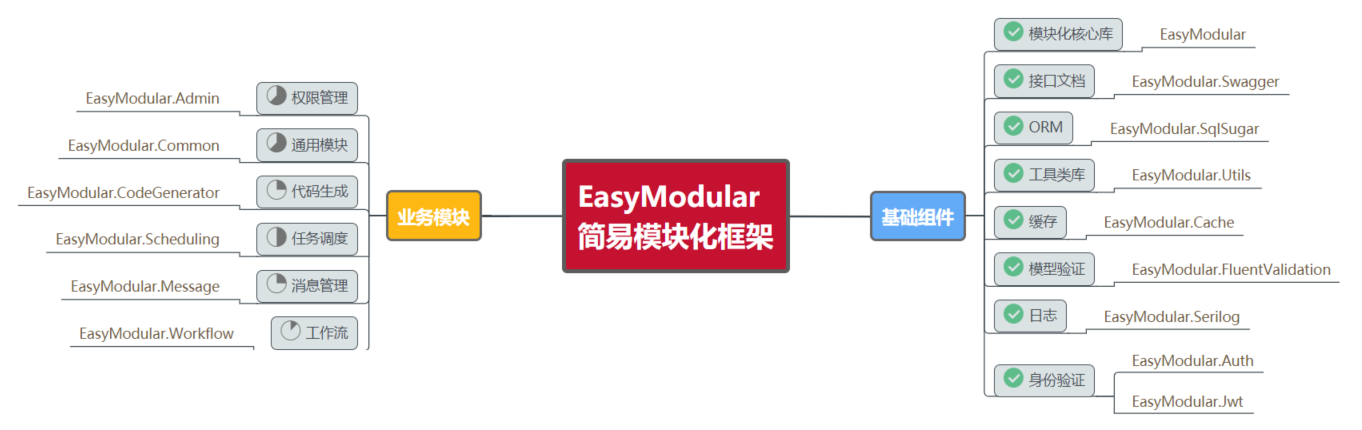 EasyModular
简易模块化框架
业务模块
权限管理
EasyModular.Admin
通用模块
EasyModular.Common
代码生成
EasyModular.CodeGenerator
任务调度
EasyModular.Scheduling
消息管理
EasyModular.Message
工作流
EasyModular.Workflow
基础组件
模块化核心库
EasyModular
接口文档
EasyModular.Swagger
ORM
EasyModular.SqlSugar
工具类库
EasyModular.Utils
缓存
EasyModular.Cache
模型验证
EasyModular.FluentValidation
日志
EasyModular.Serilog
身份验证
EasyModular.Auth
EasyModular.Jwt